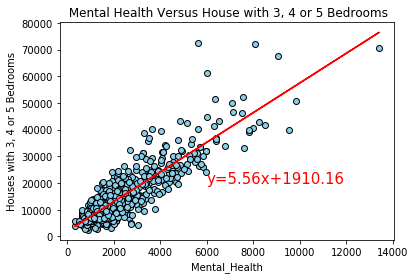 Mental Health Versus House with 3, 4 or 5 Bedrooms
80000
70000
60000
50000
40000
30000
20000
10000
0
Houses with 3, 4 or 5 Bedrooms
y=5.56x+1910.16
0 2000 4000 6000 8000 10000 12000 14000
Mental_Health